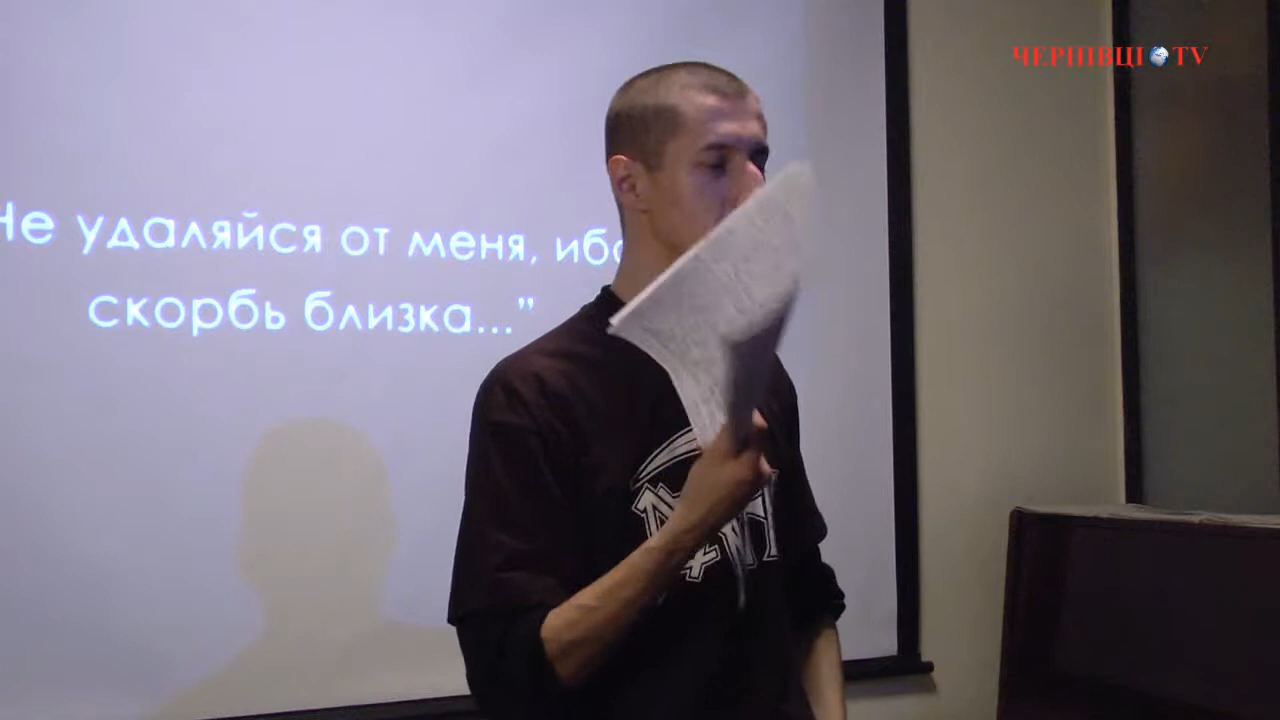 ЧЕРНІВЦІ TV
Не удаляйся от меня, ибо
скорбь близка..."